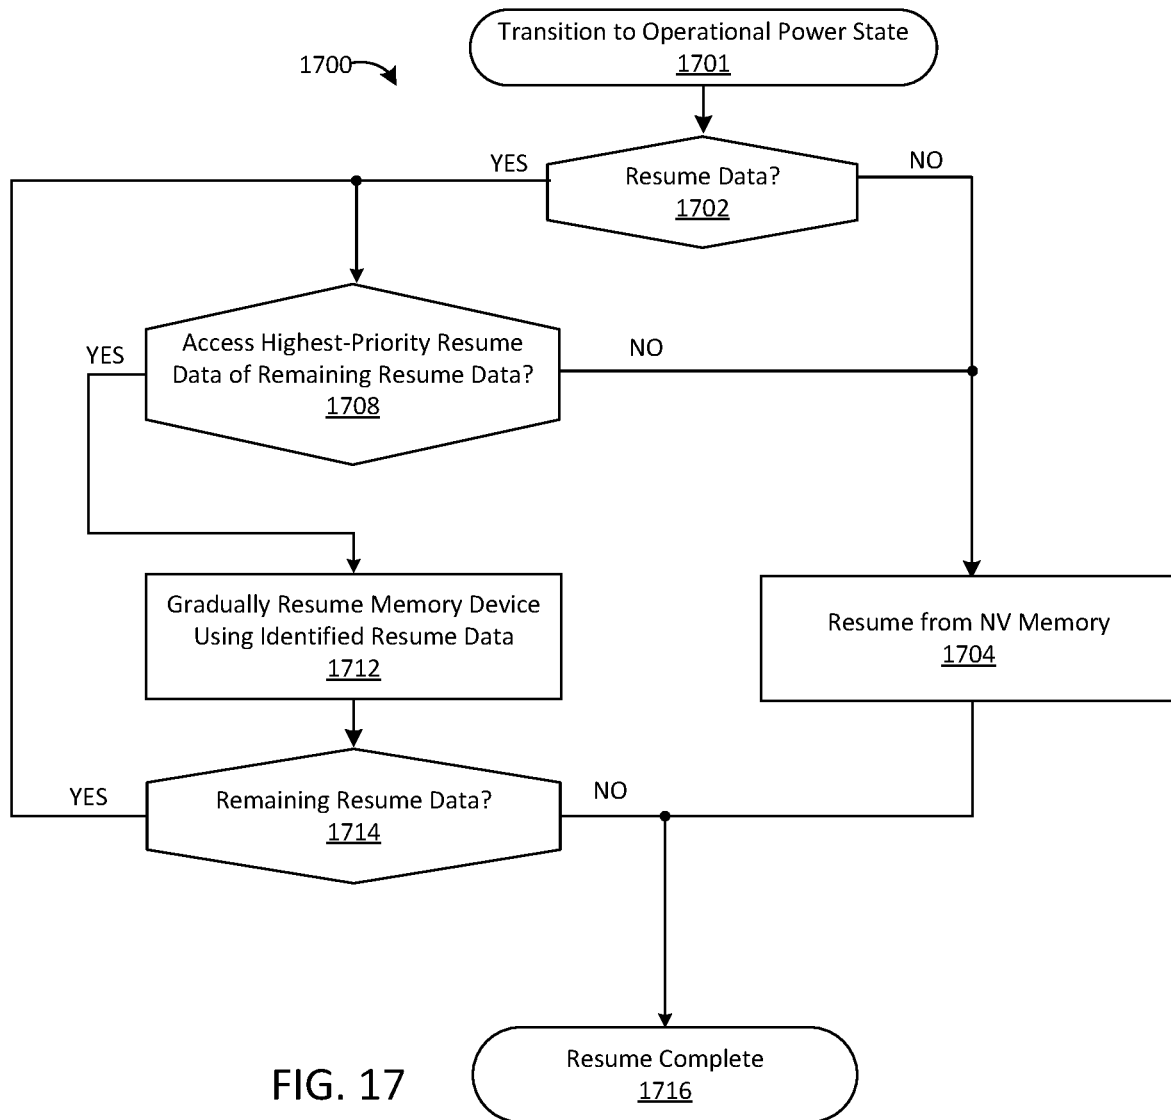 Transition to Operational Power State
1701
1700
YES
NO
Resume Data?
1702
Access Highest-Priority Resume
Data of Remaining Resume Data?
1708
YES
NO
Gradually Resume Memory Device
Using Identified Resume Data
1712
Resume from NV Memory
1704
YES
Remaining Resume Data?
1714
NO
Resume Complete
1716
FIG. 17